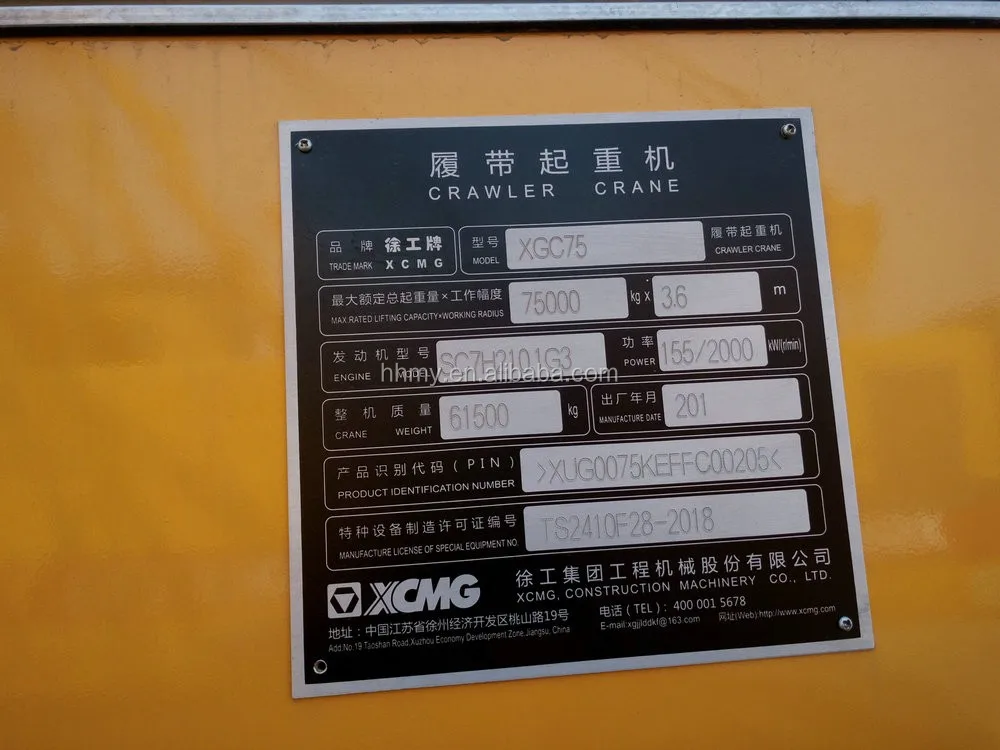 履带起重机
CRAWLER CRANE
品牌 徐工牌 型号 XGC75 履带起重机
TRADE MARK XCMG MODEL CRAWLER CRANE
最大额定总起重量×工作幅度 75000 kg x 3.6 m
MAX.RATED LIFTING CAPACITY×WORKING RADIUS
发动机型号 SC7H210.1G3 功率 155/2000 kW/(r/min)
ENGINE MODEL POWER
hhmy.en.alibaba.com
整机质量 61500 kg 出厂年月 201
CRANE WEIGHT MANUFACTURE DATE
产品识别代码(PIN) >XUG0075KEFFC00205<
PRODUCT IDENTIFICATION NUMBER
特种设备制造许可证编号 TS2410F28-2018
MANUFACTURE LICENSE OF SPECIAL EQUIPMENT NO
XCMG 徐工集团工程机械股份有限公司
XCMG, CONSTRUCTION MACHINERY CO., LTD.
地址:中国江苏省徐州经济开发区桃山路19号 电话(TEL): 400 001 5678
Add.No.19 Taoshan Road,Xuzhou Economy Development Zone,Jiangsu, China E-mail:xgjjlddkf@163.com 网址(Web):http://www.xcmg.com